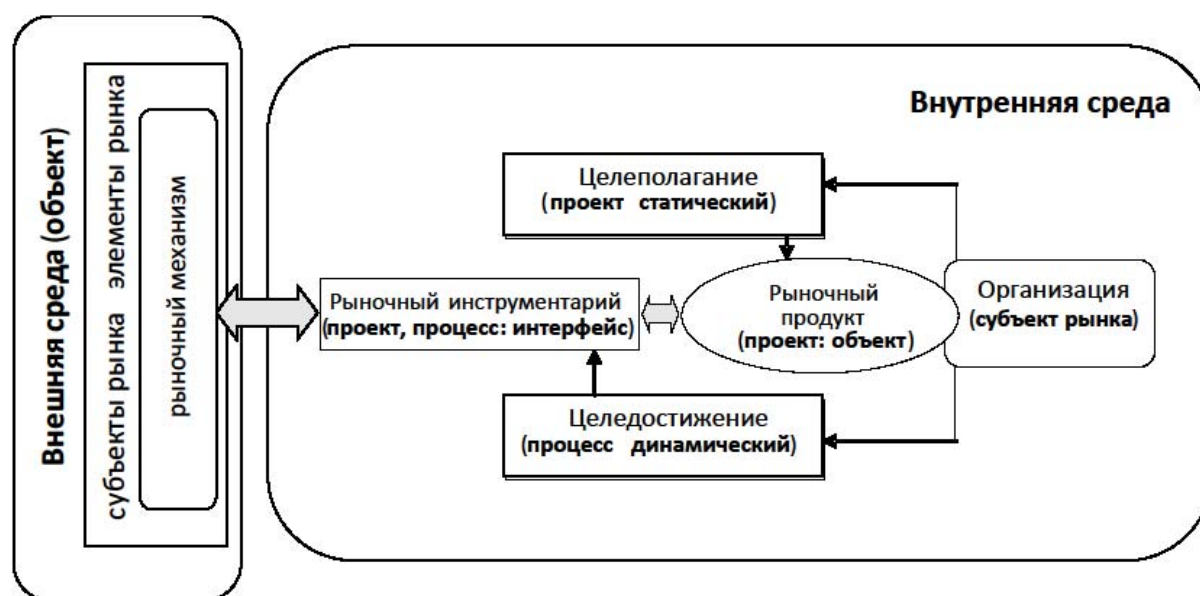 Внешняя среда (объект)
субъекты рынка элементы рынка
рыночный механизм
Внутренняя среда
Целеполагание
(проект статический)
Рыночный инструментарий
(проект, процесс: интерфейс)
Рыночный
продукт
(проект: объект)
Организация
(субъект рынка)
Целедостижение
(процесс динамический)